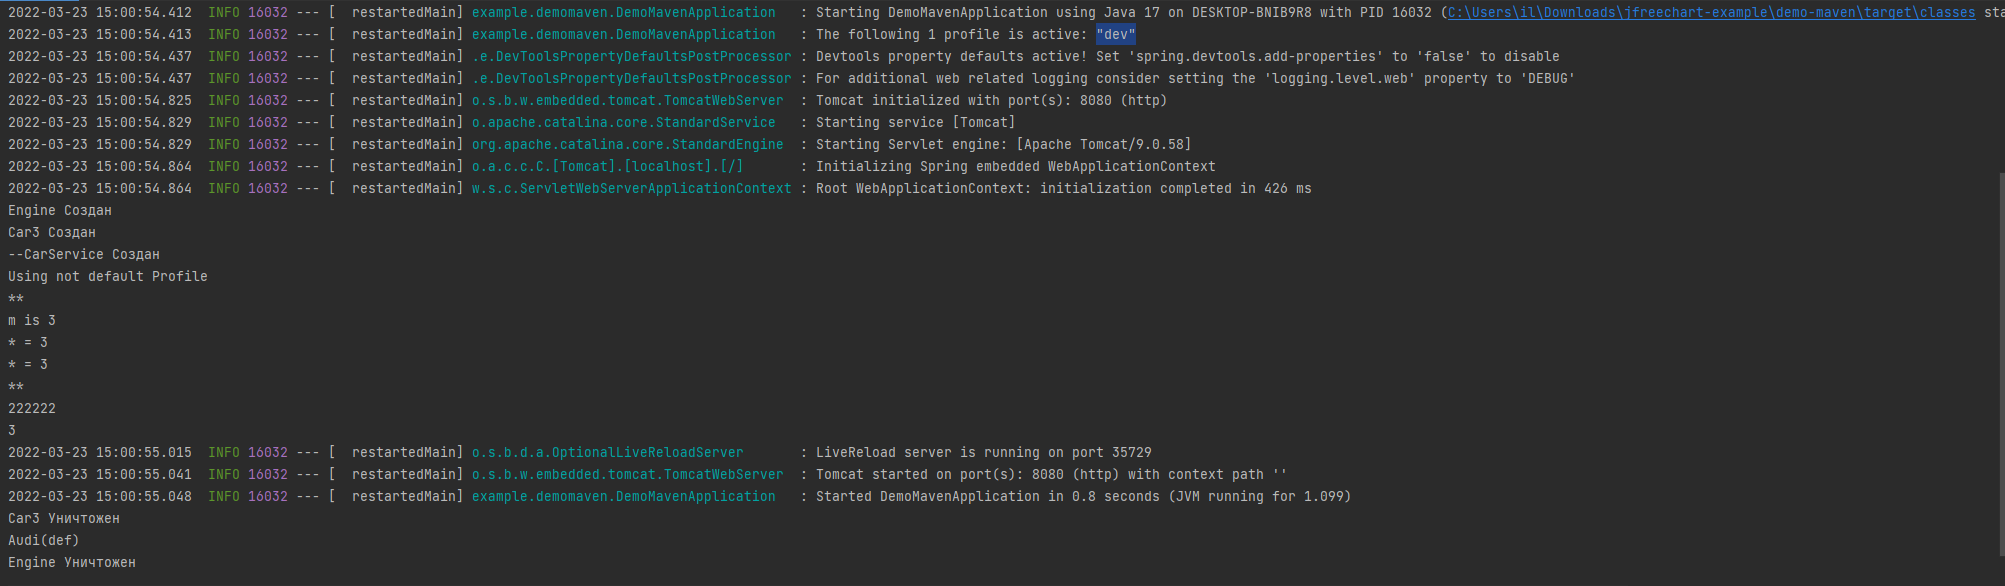 2022-03-23 15:00:54.412  INFO 16032 --- [  restartedMain] example.demomaven.DemoMavenApplication   : Starting DemoMavenApplication using Java 17 on DESKTOP-BNIB9R8 with PID 16032 (C:\Users\il\Downloads\jfreechart-example\demo-maven\target\classes sta
2022-03-23 15:00:54.413  INFO 16032 --- [  restartedMain] example.demomaven.DemoMavenApplication   : The following 1 profile is active: "dev"
2022-03-23 15:00:54.437  INFO 16032 --- [  restartedMain] .e.DevToolsPropertyDefaultsPostProcessor : Devtools property defaults active! Set 'spring.devtools.add-properties' to 'false' to disable
2022-03-23 15:00:54.437  INFO 16032 --- [  restartedMain] .e.DevToolsPropertyDefaultsPostProcessor : For additional web related logging consider setting the 'logging.level.web' property to 'DEBUG'
2022-03-23 15:00:54.825  INFO 16032 --- [  restartedMain] o.s.b.w.embedded.tomcat.TomcatWebServer  : Tomcat initialized with port(s): 8080 (http)
2022-03-23 15:00:54.829  INFO 16032 --- [  restartedMain] o.apache.catalina.core.StandardService   : Starting service [Tomcat]
2022-03-23 15:00:54.829  INFO 16032 --- [  restartedMain] org.apache.catalina.core.StandardEngine  : Starting Servlet engine: [Apache Tomcat/9.0.58]
2022-03-23 15:00:54.864  INFO 16032 --- [  restartedMain] o.a.c.c.C.[Tomcat].[localhost].[/]       : Initializing Spring embedded WebApplicationContext
2022-03-23 15:00:54.864  INFO 16032 --- [  restartedMain] w.s.c.ServletWebServerApplicationContext : Root WebApplicationContext: initialization completed in 426 ms
Engine Создан
Car3 Создан
--CarService Создан
Using not default Profile
**
m is 3
* = 3
* = 3
**
222222
3
2022-03-23 15:00:55.015  INFO 16032 --- [  restartedMain] o.s.b.d.a.OptionalLiveReloadServer       : LiveReload server is running on port 35729
2022-03-23 15:00:55.041  INFO 16032 --- [  restartedMain] o.s.b.w.embedded.tomcat.TomcatWebServer  : Tomcat started on port(s): 8080 (http) with context path ''
2022-03-23 15:00:55.048  INFO 16032 --- [  restartedMain] example.demomaven.DemoMavenApplication   : Started DemoMavenApplication in 0.8 seconds (JVM running for 1.099)
Car3 Уничтожен
Audi(def)
Engine Уничтожен